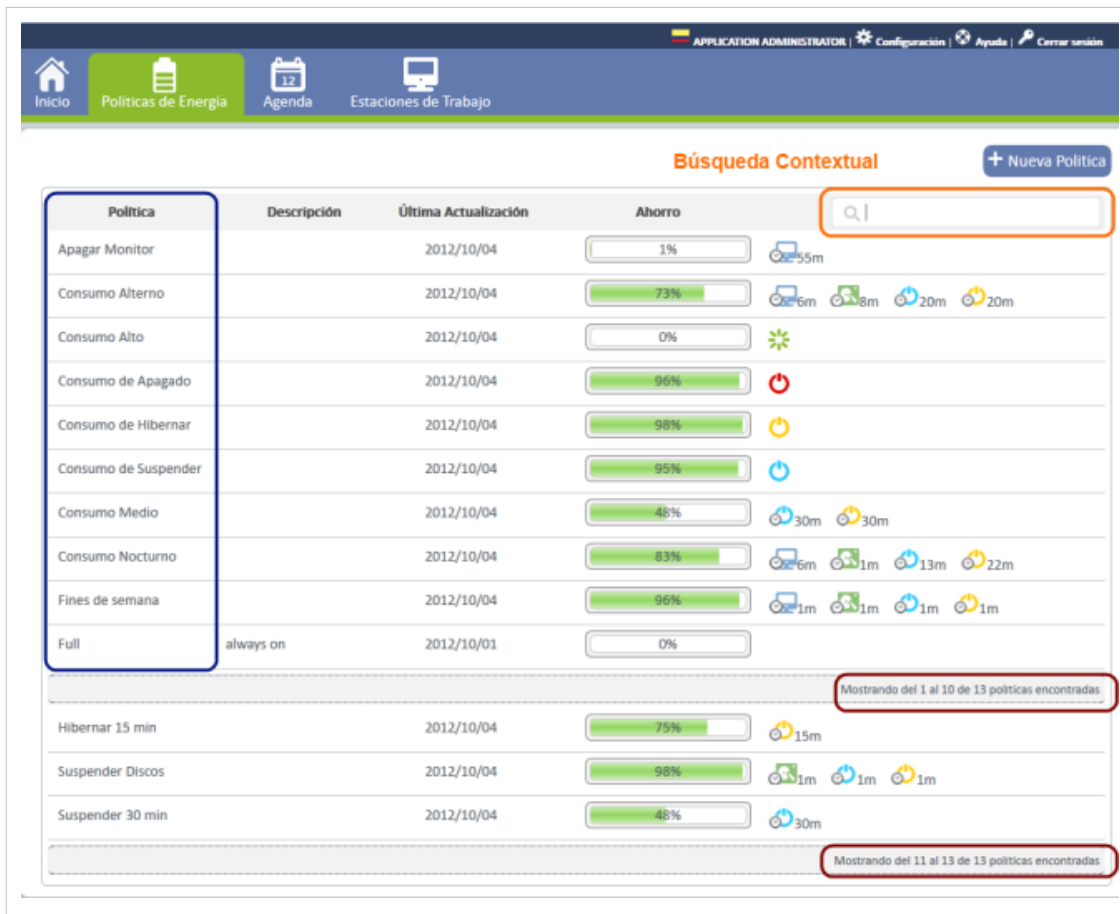 APPLICATION ADMINISTRATOR | Configuración | Ayuda | Cerrar sesión
Inicio Políticas de Energía 12 Agenda Estaciones de Trabajo
Búsqueda Contextual + Nueva Politica
Política Descripción Última Actualización Ahorro
Apagar Monitor 2012/10/04 1% 55m
Consumo Alterno 2012/10/04 73% 6m 8m 20m 20m
Consumo Alto 2012/10/04 0%
Consumo de Apagado 2012/10/04 96%
Consumo de Hibernar 2012/10/04 98%
Consumo de Suspender 2012/10/04 95%
Consumo Medio 2012/10/04 48% 30m 30m
Consumo Nocturno 2012/10/04 83% 6m 1m 13m 22m
Fines de semana 2012/10/04 96% 1m 1m 1m 1m
Full always on 2012/10/01 0%
Mostrando del 1 al 10 de 13 políticas encontradas
Hibernar 15 min 2012/10/04 75% 15m
Suspender Discos 2012/10/04 98% 1m 1m 1m
Suspender 30 min 2012/10/04 48% 30m
Mostrando del 11 al 13 de 13 políticas encontradas